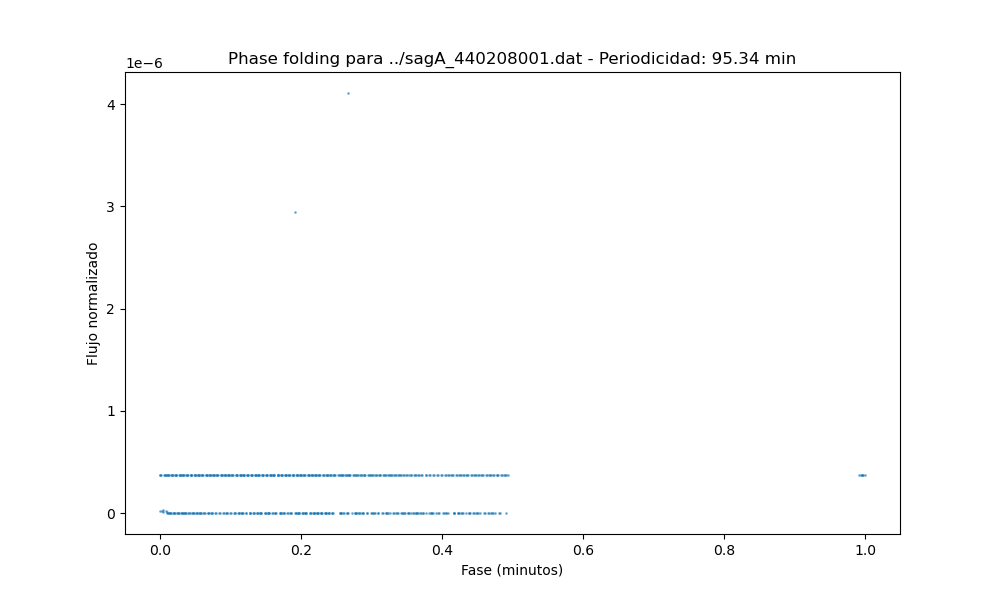 Phase folding para ../sagA_440208001.dat - Periodicidad: 95.34 min
1e−6
4
3
2
1
0
Flujo normalizado
0.0 0.2 0.4 0.6 0.8 1.0
Fase (minutos)